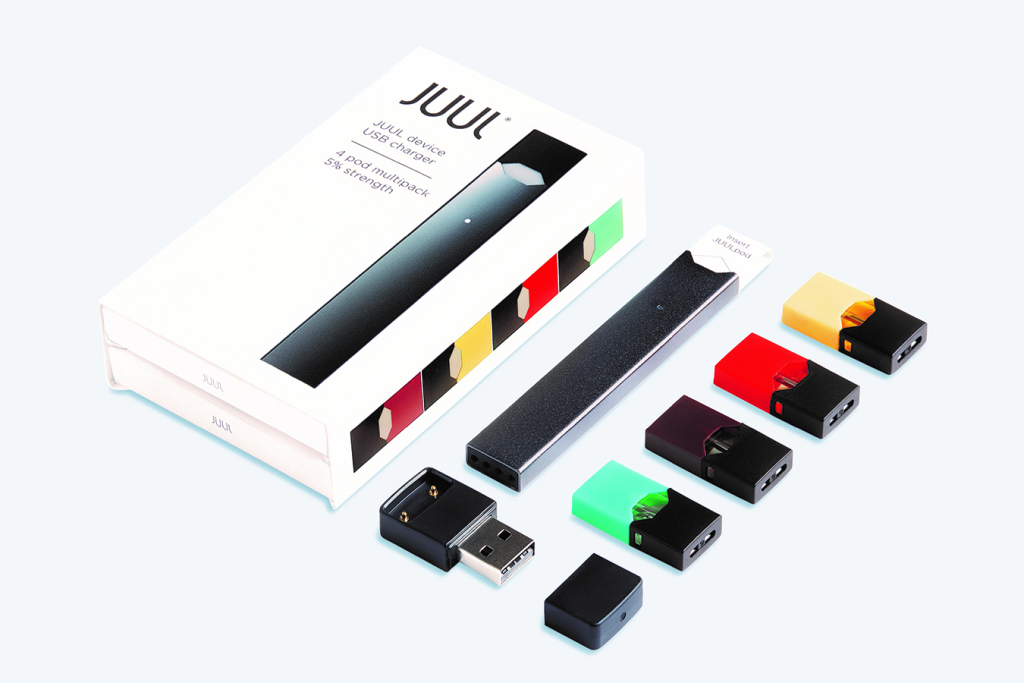 JUUL®
JUUL device
USB charger
4 pod multipack
5% strength
insert
JUULpod
JUUL
JUUL